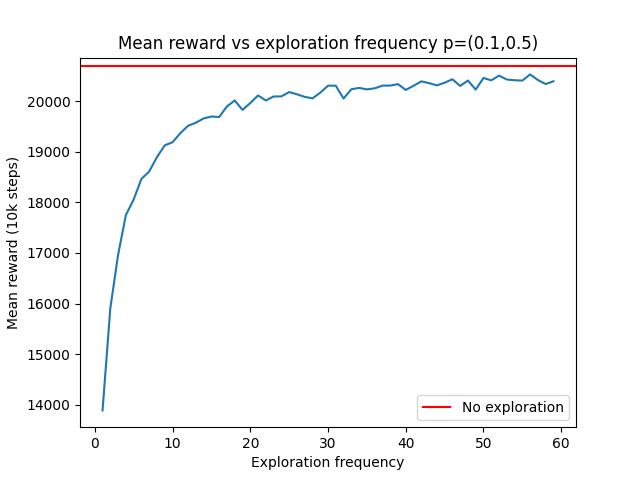 Mean reward vs exploration frequency p=(0.1,0.5)
Mean reward (10k steps)
20000
19000
18000
17000
16000
15000
14000
No exploration
0 10 20 30 40 50 60
Exploration frequency